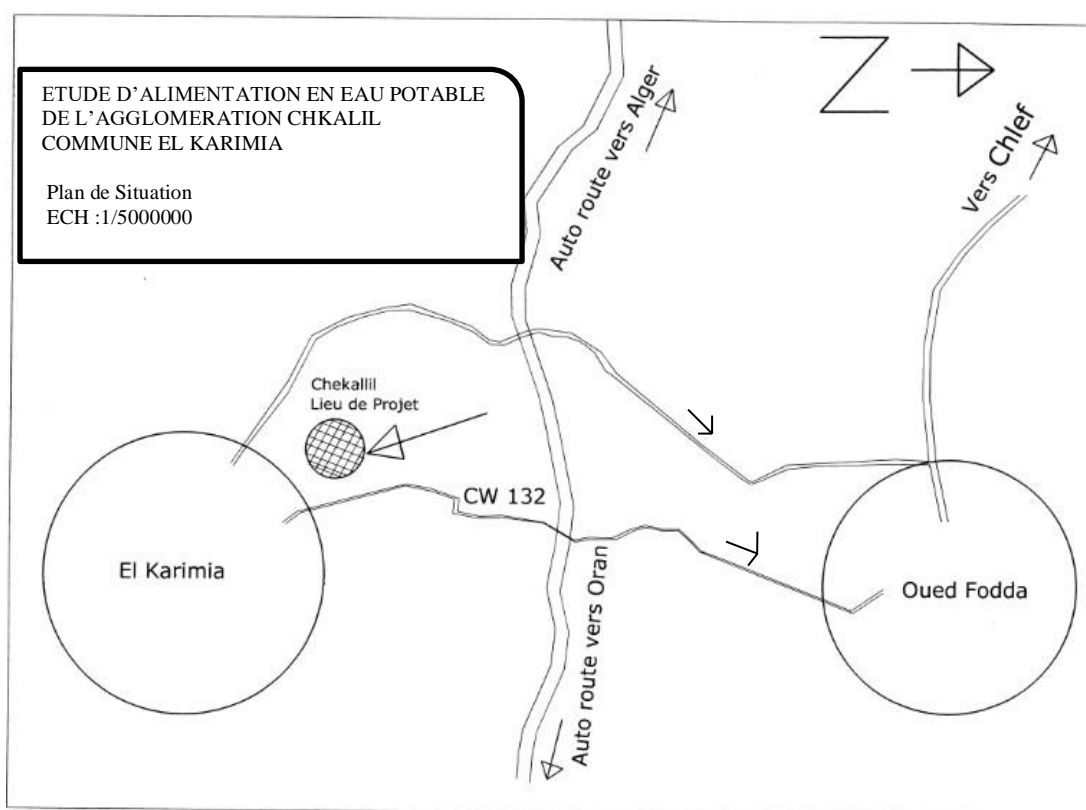 ETUDE D'ALIMENTATION EN EAU POTABLE
DE L'AGGLOMERATION CHKALIL
COMMUNE EL KARIMIA
Plan de Situation
ECH :1/5000000
Auto route vers Alger
N
Vers Chlef
Chekallil
Lieu de Projet
CW 132
El Karimia
Auto route vers Oran
Oued Fodda